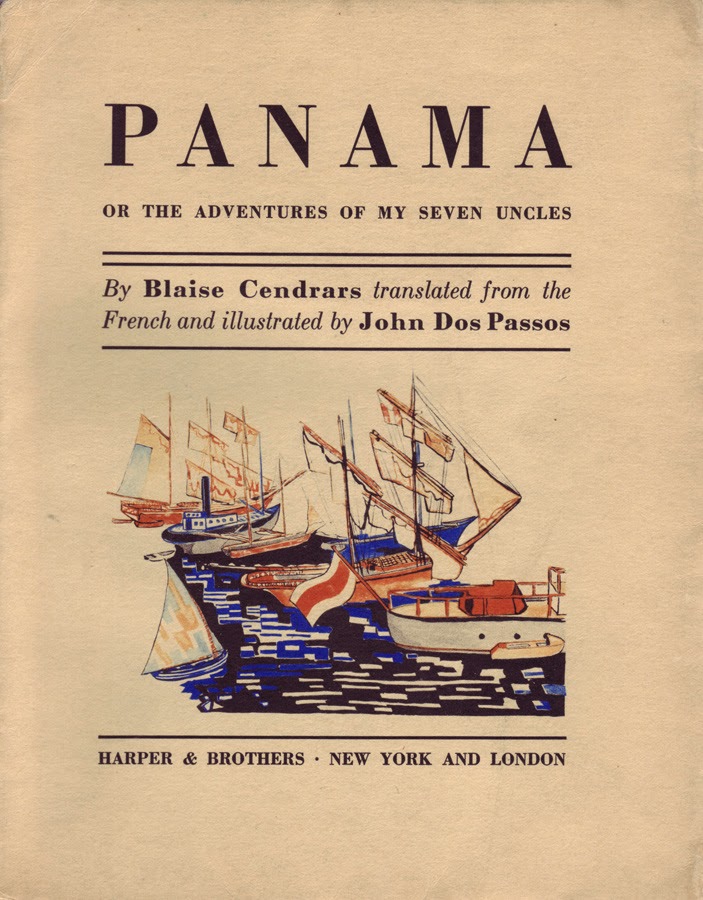 PANAMA
OR THE ADVENTURES OF MY SEVEN UNCLES
By Blaise Cendrars translated from the
French and illustrated by John Dos Passos
HARPER & BROTHERS · NEW YORK AND LONDON